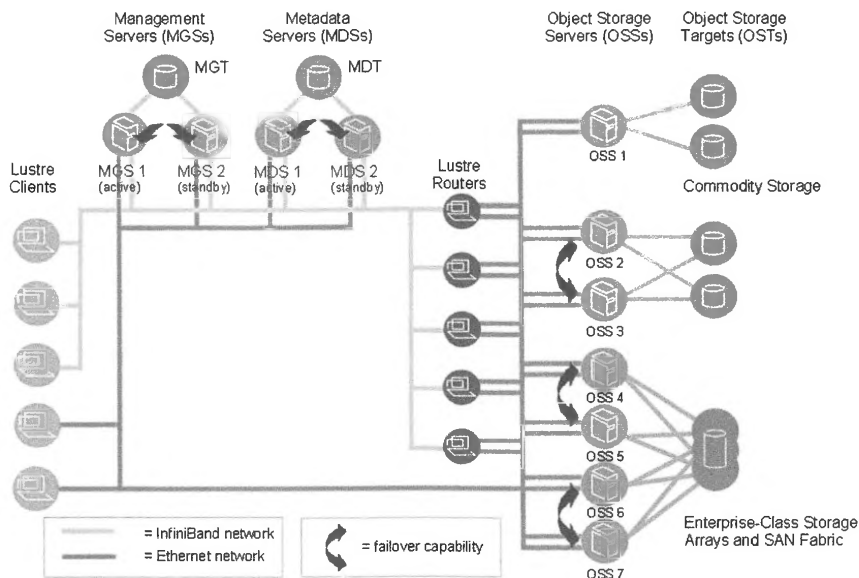 Management
Servers (MGSs)
Metadata
Servers (MDSs)
Object Storage
Servers (OSSs)
Object Storage
Targets (OSTs)
MGT
MDT
OSS 1
Lustre
Clients
MGS 1
(active)
MGS 2
(standby)
MDS 1
(active)
MDS 2
(standby)
Lustre
Routers
Commodity Storage
OSS 2
OSS 3
OSS 4
OSS 5
OSS 6
OSS 7
Enterprise-Class Storage
Arrays and SAN Fabric
= InfiniBand network
= Ethernet network
= failover capability